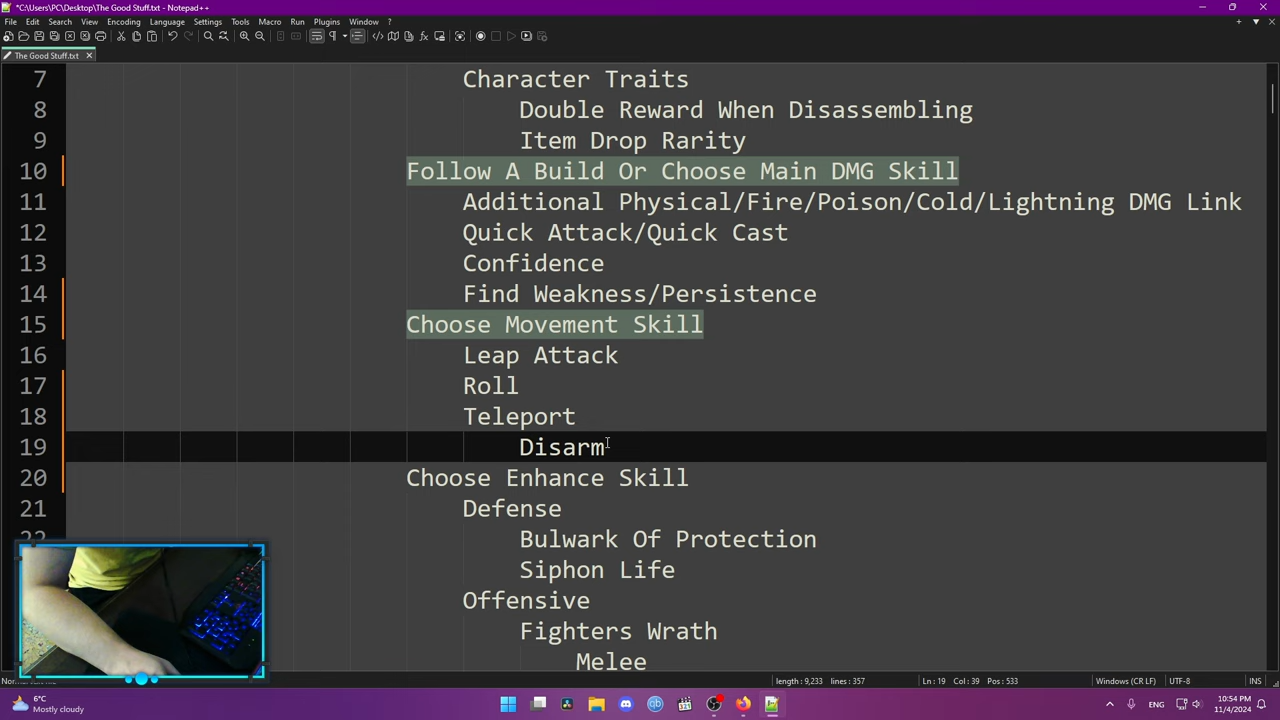 *C:\Users\PC\Desktop\The Good Stuff.txt - Notepad++
File Edit Search View Encoding Language Settings Tools Macro Run Plugins Window ?
The Good Stuff.txt
7 Character Traits
8 Double Reward When Disassembling
9 Item Drop Rarity
10 Follow A Build Or Choose Main DMG Skill
11 Additional Physical/Fire/Poison/Cold/Lightning DMG Link
12 Quick Attack/Quick Cast
13 Confidence
14 Find Weakness/Persistence
15 Choose Movement Skill
16 Leap Attack
17 Roll
18 Teleport
19 Disarm
20 Choose Enhance Skill
21 Defense
22 Bulwark Of Protection
Siphon Life
Offensive
Fighters Wrath
Melee
length : 9,233 lines : 357 Ln : 19 Col : 39 Pos : 533 Windows (CR LF) UTF-8 INS
6°C
Mostly cloudy
ENG
10:54 PM
11/4/2024